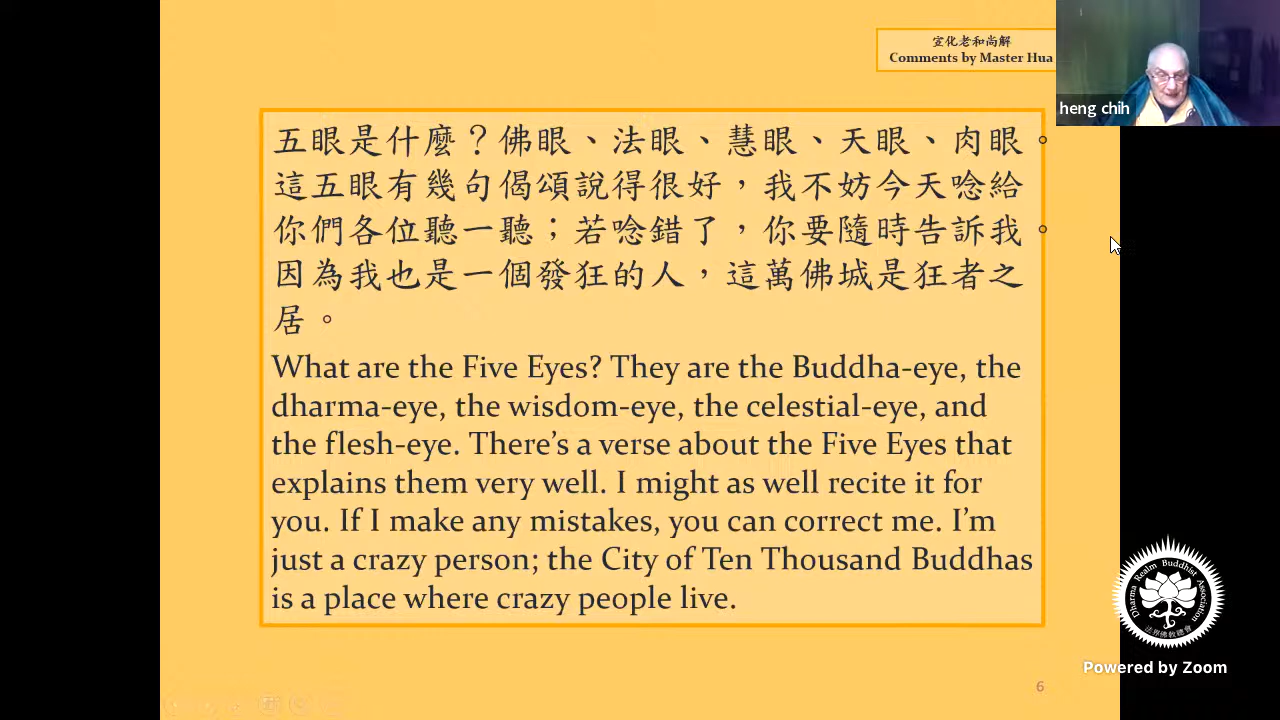 宣化老和尚解
Comments by Master Hua
heng chih
五眼是什麼？佛眼、法眼、慧眼、天眼、肉眼。
這五眼有幾句偈頌說得很好，我不妨今天唸給
你們各位聽一聽；若唸錯了，你要隨時告訴我。
因為我也是一個發狂的人，這萬佛城是狂者之
居。
What are the Five Eyes? They are the Buddha-eye, the
dharma-eye, the wisdom-eye, the celestial-eye, and
the flesh-eye. There’s a verse about the Five Eyes that
explains them very well. I might as well recite it for
you. If I make any mistakes, you can correct me. I’m
just a crazy person; the City of Ten Thousand Buddhas
is a place where crazy people live.
Dharma Realm Buddhist Association
法界佛教總會
Powered by Zoom
6